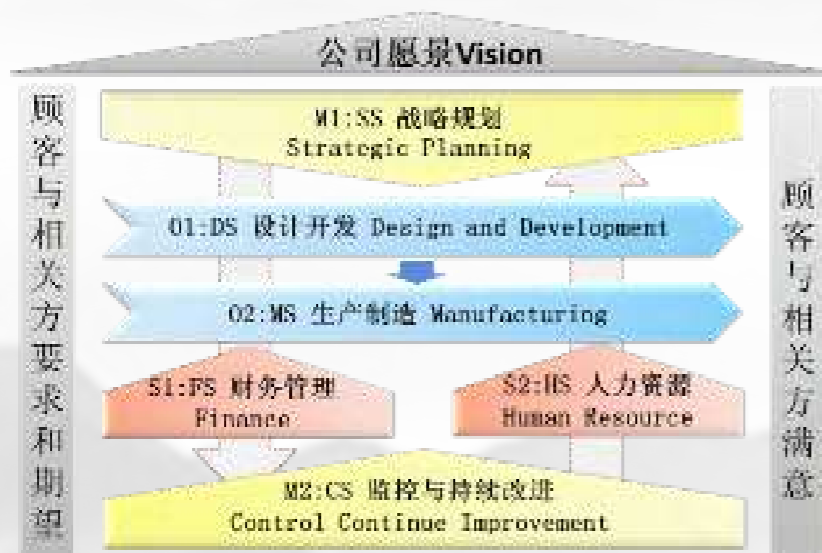 公司愿景Vision
顾客与相关方要求和期望
M1:SS 战略规划
Strategic Planning
O1:DS 设计开发 Design and Development
O2:MS 生产制造 Manufacturing
S1:FS 财务管理
Finance
S2:HS 人力资源
Human Resource
M2:CS 监控与持续改进
Control Continue Improvement
顾客与相关方满意